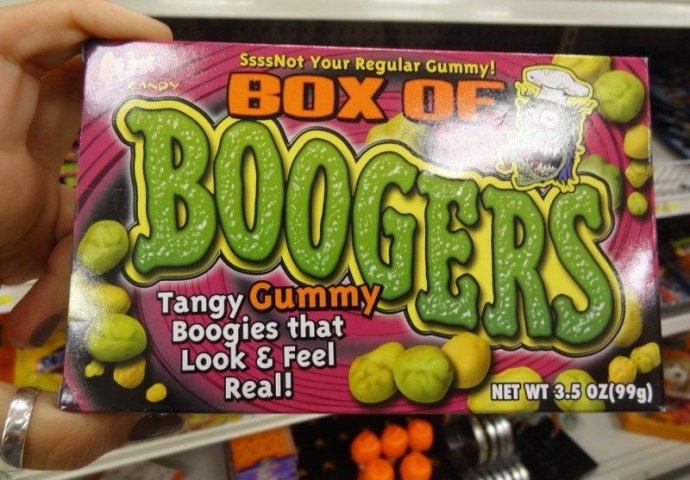 SsssNot Your Regular Gummy!
CANDY
BOX OF
BOOGERS
Tangy Gummy
Boogies that
Look & Feel
Real!
NET WT 3.5 OZ(99g)